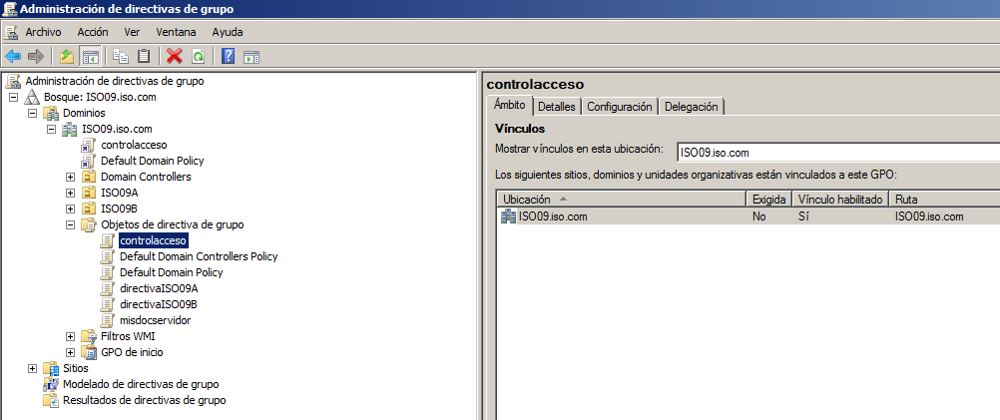 Administración de directivas de grupo
Archivo Acción Ver Ventana Ayuda
Administración de directivas de grupo
Bosque: ISO09.iso.com
Dominios
ISO09.iso.com
controlacceso
Default Domain Policy
Domain Controllers
ISO09A
ISO09B
Objetos de directiva de grupo
controlacceso
Default Domain Controllers Policy
Default Domain Policy
directivaISO09A
directivaISO09B
misdocservidor
Filtros WMI
GPO de inicio
Sitios
Modelado de directivas de grupo
Resultados de directivas de grupo
controlacceso
Ámbito Detalles Configuración Delegación
Vínculos
Mostrar vínculos en esta ubicación: ISO09.iso.com
Los siguientes sitios, dominios y unidades organizativas están vinculados a este GPO:
Ubicación Exigida Vínculo habilitado Ruta
ISO09.iso.com No Sí ISO09.iso.com